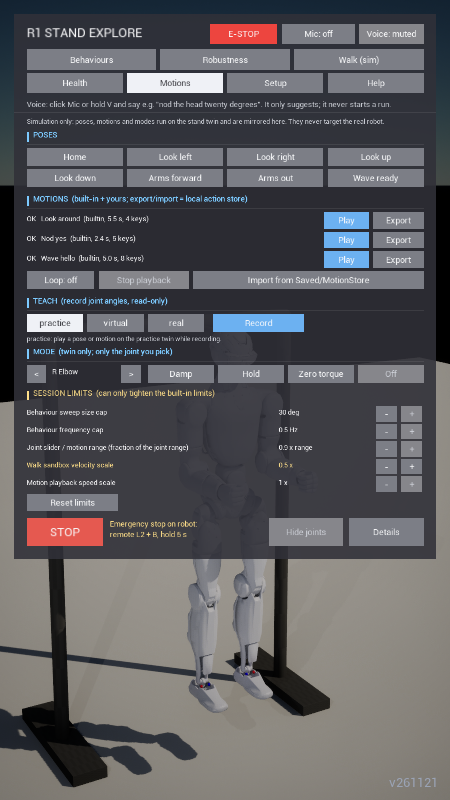 R1 STAND EXPLORE
E-STOP
Mic: off
Voice: muted
Behaviours
Robustness
Walk (sim)
Health
Motions
Setup
Help
Voice: click Mic or hold V and say e.g. "nod the head twenty degrees". It only suggests; it never starts a run.
Simulation only: poses, motions and modes run on the stand twin and are mirrored here. They never target the real robot.
POSES
Home
Look left
Look right
Look up
Look down
Arms forward
Arms out
Wave ready
MOTIONS (built-in + yours; export/import = local action store)
OK Look around (builtin, 5.5 s, 4 keys)
Play
Export
OK Nod yes (builtin, 2.4 s, 5 keys)
Play
Export
OK Wave hello (builtin, 5.0 s, 8 keys)
Play
Export
Loop: off
Stop playback
Import from Saved/MotionStore
TEACH (record joint angles, read-only)
practice
virtual
real
Record
practice: play a pose or motion on the practice twin while recording.
MODE (twin only; only the joint you pick)
<
R Elbow
>
Damp
Hold
Zero torque
Off
SESSION LIMITS (can only tighten the built-in limits)
Behaviour sweep size cap
30 deg
-
+
Behaviour frequency cap
0.5 Hz
-
+
Joint slider / motion range (fraction of the joint range)
0.9 x range
-
+
Walk sandbox velocity scale
0.5 x
-
+
Motion playback speed scale
1 x
-
+
Reset limits
STOP
Emergency stop on robot:
remote L2 + B, hold 5 s
Hide joints
Details
v261121